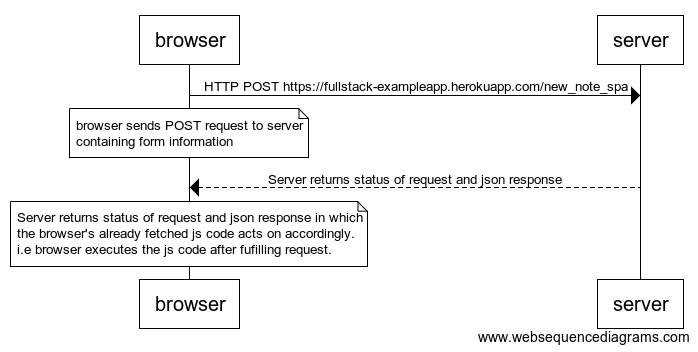 browser
server
HTTP POST https://fullstack-exampleapp.herokuapp.com/new_note_spa
browser sends POST request to server
containing form information
Server returns status of request and json response
Server returns status of request and json response in which
the browser's already fetched js code acts on accordingly.
i.e browser executes the js code after fufilling request.
browser
server
www.websequencediagrams.com